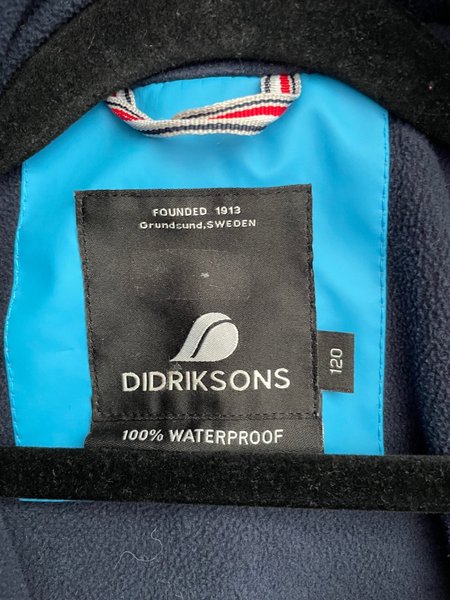 FOUNDED 1913
Grundsund, SWEDEN
DIDRIKSONS
120
100% WATERPROOF